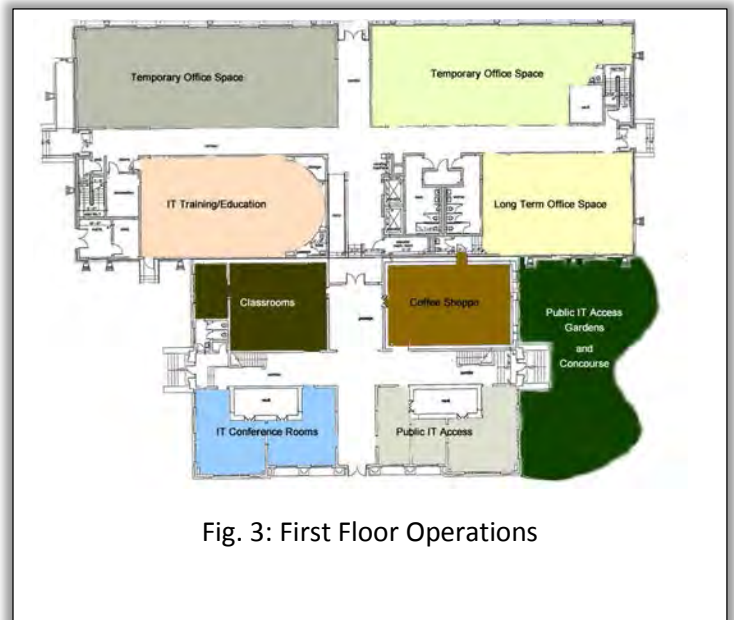 Temporary Office Space
Temporary Office Space
IT Training/Education
Long Term Office Space
Classrooms
Coffee Shoppe
Public IT Access
Gardens
and
Concourse
IT Conference Rooms
Public IT Access
Fig. 3: First Floor Operations